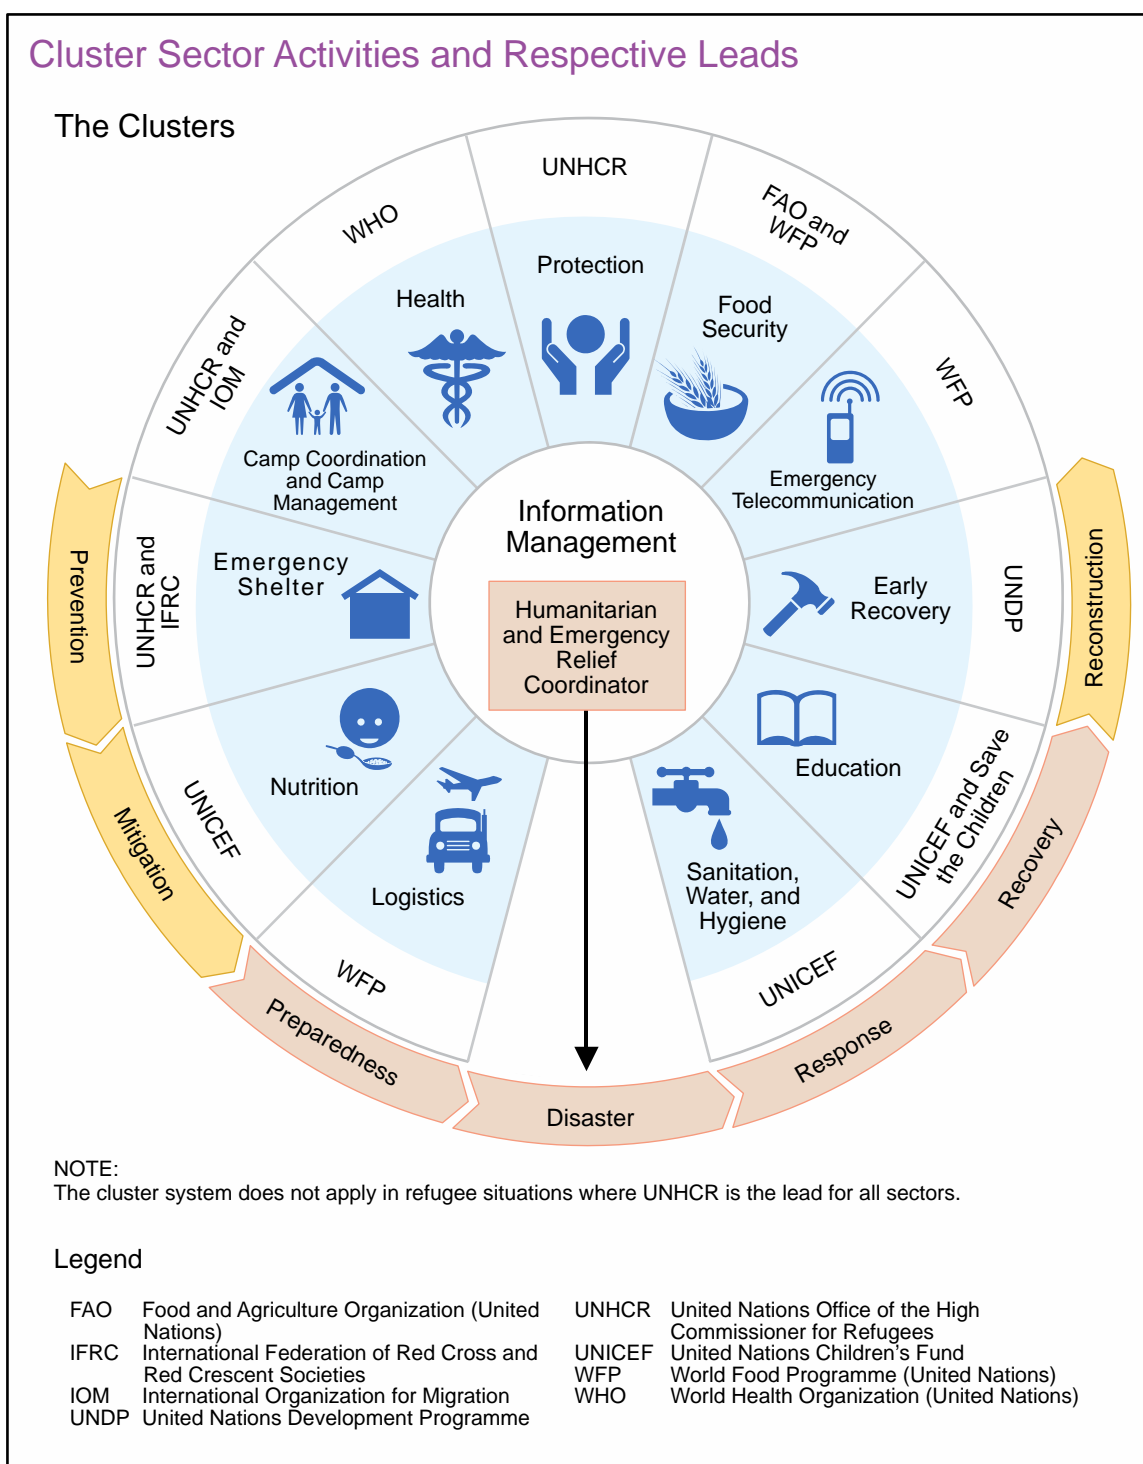 Cluster Sector Activities and Respective Leads
The Clusters
UNHCR
FAO and
WFP
WHO
Protection
Health
Food
Security
UNHCR and
IOM
WFP
Camp Coordination
and Camp
Management
Emergency
Telecommunication
Information
Management
Prevention
UNHCR and
IFRC
Emergency
Shelter
Humanitarian
and Emergency
Relief
Coordinator
Early
Recovery
UNDP
Reconstruction
Nutrition
Education
UNICEF
UNICEF and Save
the Children
Mitigation
Logistics
Sanitation,
Water, and
Hygiene
Recovery
WFP
UNICEF
Preparedness
Response
Disaster
NOTE:
The cluster system does not apply in refugee situations where UNHCR is the lead for all sectors.
Legend
FAO Food and Agriculture Organization (United
Nations)
IFRC International Federation of Red Cross and
Red Crescent Societies
IOM International Organization for Migration
UNDP United Nations Development Programme
UNHCR United Nations Office of the High
Commissioner for Refugees
UNICEF United Nations Children's Fund
WFP World Food Programme (United Nations)
WHO World Health Organization (United Nations)